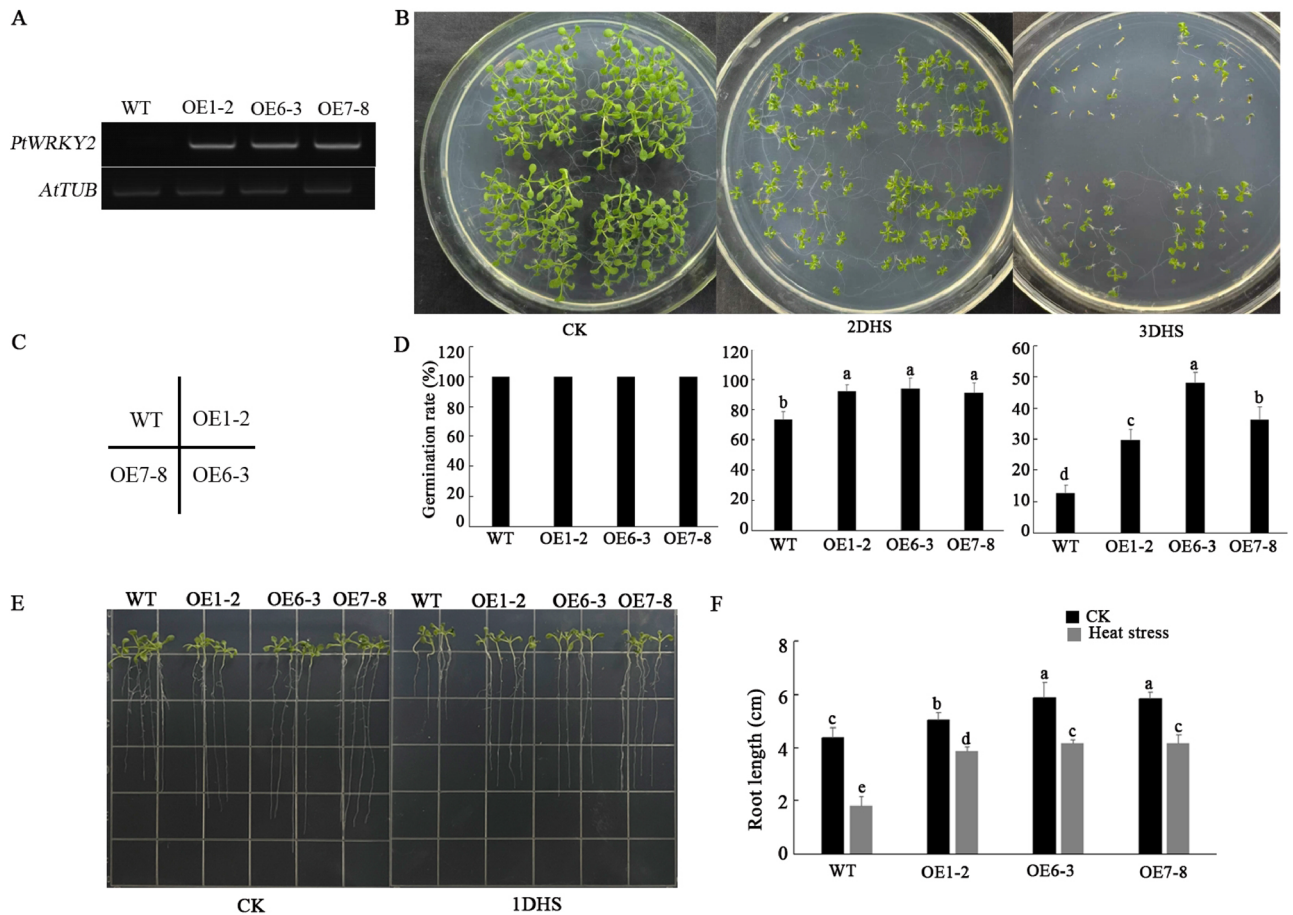 A
WT OE1-2 OE6-3 OE7-8
PtWRKY2
AtTUB
B
CK 2DHS 3DHS
C
WT OE1-2
OE7-8 OE6-3
D
Germination rate (%)
120
100
80
60
40
20
0
WT OE1-2 OE6-3 OE7-8
120
100
80
60
40
20
0
b a a a
WT OE1-2 OE6-3 OE7-8
60
50
40
30
20
10
0
d c a b
WT OE1-2 OE6-3 OE7-8
E
WT OE1-2 OE6-3 OE7-8 WT OE1-2 OE6-3 OE7-8
CK 1DHS
F
CK
Heat stress
Root length (cm)
8
6
4
2
0
c e b d a c a c
WT OE1-2 OE6-3 OE7-8